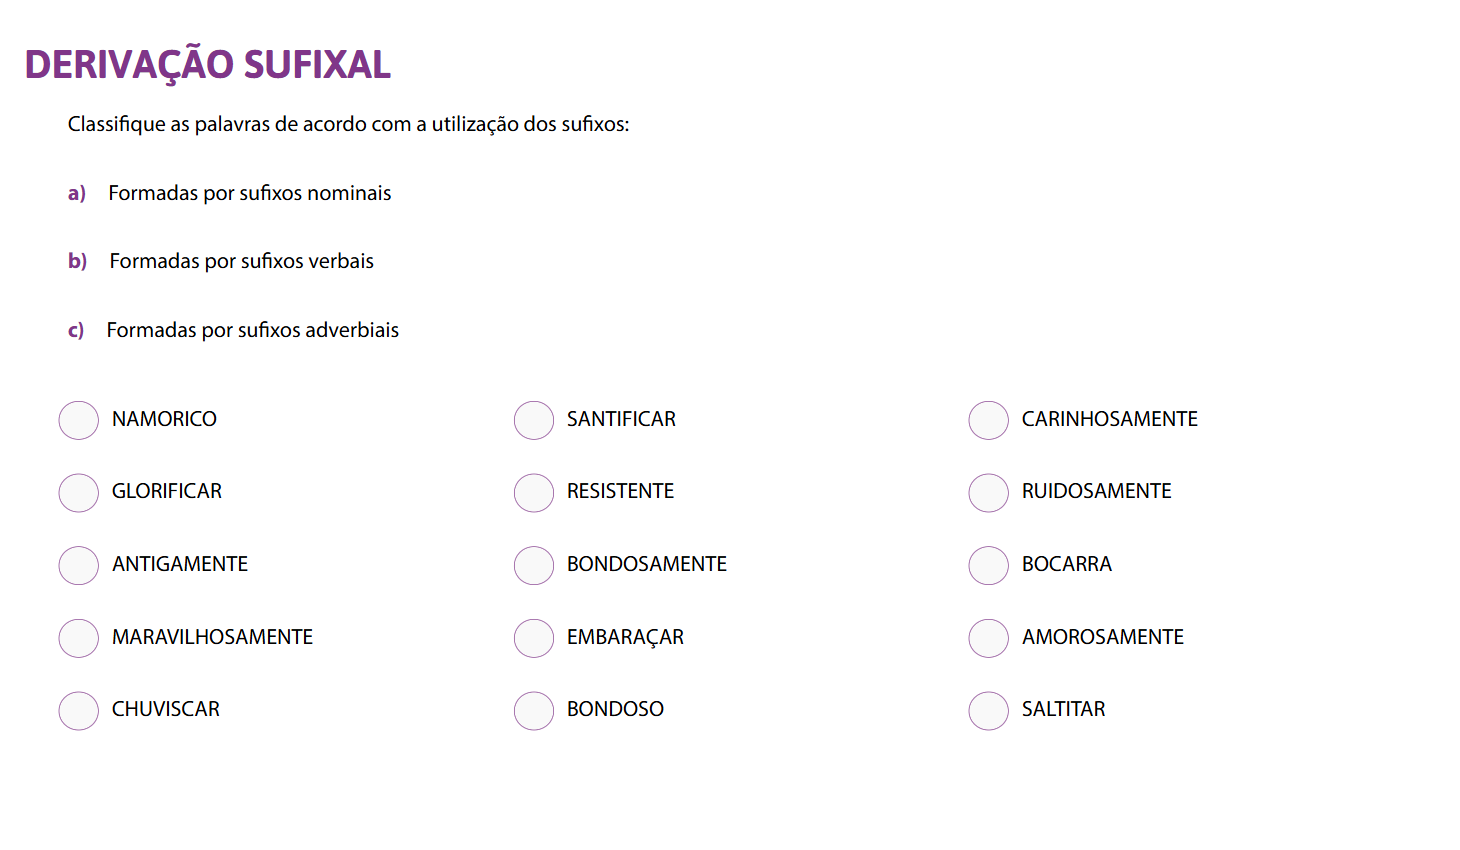 DERIVAÇÃO SUFIXAL
Classifique as palavras de acordo com a utilização dos sufixos:
a) Formadas por sufixos nominais
b) Formadas por sufixos verbais
c) Formadas por sufixos adverbiais
NAMORICO SANTIFICAR CARINHOSAMENTE
GLORIFICAR RESISTENTE RUIDOSAMENTE
ANTIGAMENTE BONDOSAMENTE BOCARRA
MARAVILHOSAMENTE EMBARAÇAR AMOROSAMENTE
CHUVISCAR BONDOSO SALTITAR